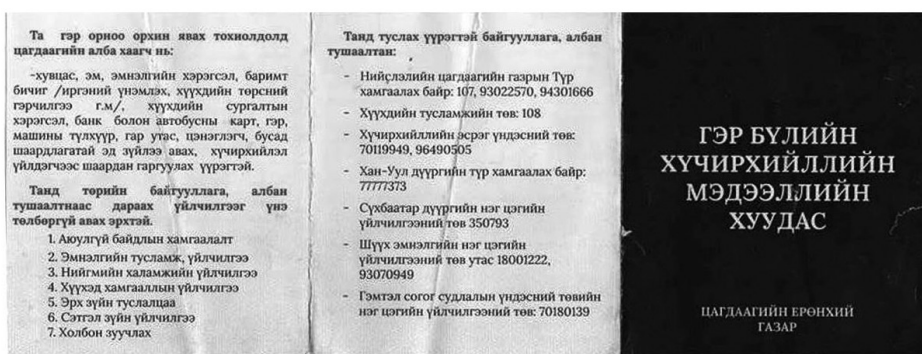 Та гэр орноо орхин явах тохиолдолд
цагдаагийн алба хаагч нь:
-хувцас, эм, эмнэлгийн хэрэгсэл, баримт
бичиг /иргэний үнэмлэх, хүүхдийн төрсний
гэрчилгээ г.м/, хүүхдийн сургалтын
хэрэгсэл, банк болон автобусны карт, гэр,
машины түлхүүр, гар утас, цэнэглэгч, бусад
шаардлагатай эд зүйлээ авах, хүчирхийлэл
үйлдэгчээс шаардан гаргуулах үүрэгтэй.
Танд төрийн байгууллага, албан
тушаалтнаас дараах үйлчилгээг үнэ
төлбөргүй авах эрхтэй.
1. Аюулгүй байдлын хамгаалалт
2. Эмнэлгийн тусламж, үйлчилгээ
3. Нийгмийн халамжийн үйлчилгээ
4. Хүүхэд хамгааллын үйлчилгээ
5. Эрх зүйн туслалцаа
6. Сэтгэл зүйн үйлчилгээ
7. Холбон зуучлах
Танд туслах үүрэгтэй байгууллага, албан
тушаалтан:
- Нийслэлийн цагдаагийн газрын Түр
хамгаалах байр: 107, 93022570, 94301666
- Хүүхдийн тусламжийн төв: 108
- Хүчирхийллийн эсрэг үндэсний төв:
70119949, 96490505
- Хан-Уул дүүргийн түр хамгаалах байр:
77777373
- Сүхбаатар дүүргийн нэг цэгийн
үйлчилгээний төв 350793
- Шүүх эмнэлгийн нэг цэгийн
үйлчилгээний төв утас 18001222,
93070949
- Гэмтэл согог судлалын үндэсний төвийн
нэг цэгийн үйлчилгээний төв: 70180139
ГЭР БҮЛИЙН
ХҮЧИРХИЙЛЛИЙН
МЭДЭЭЛЛИЙН
ХУУДАС
ЦАГДААГИЙН ЕРӨНХИЙ
ГАЗАР